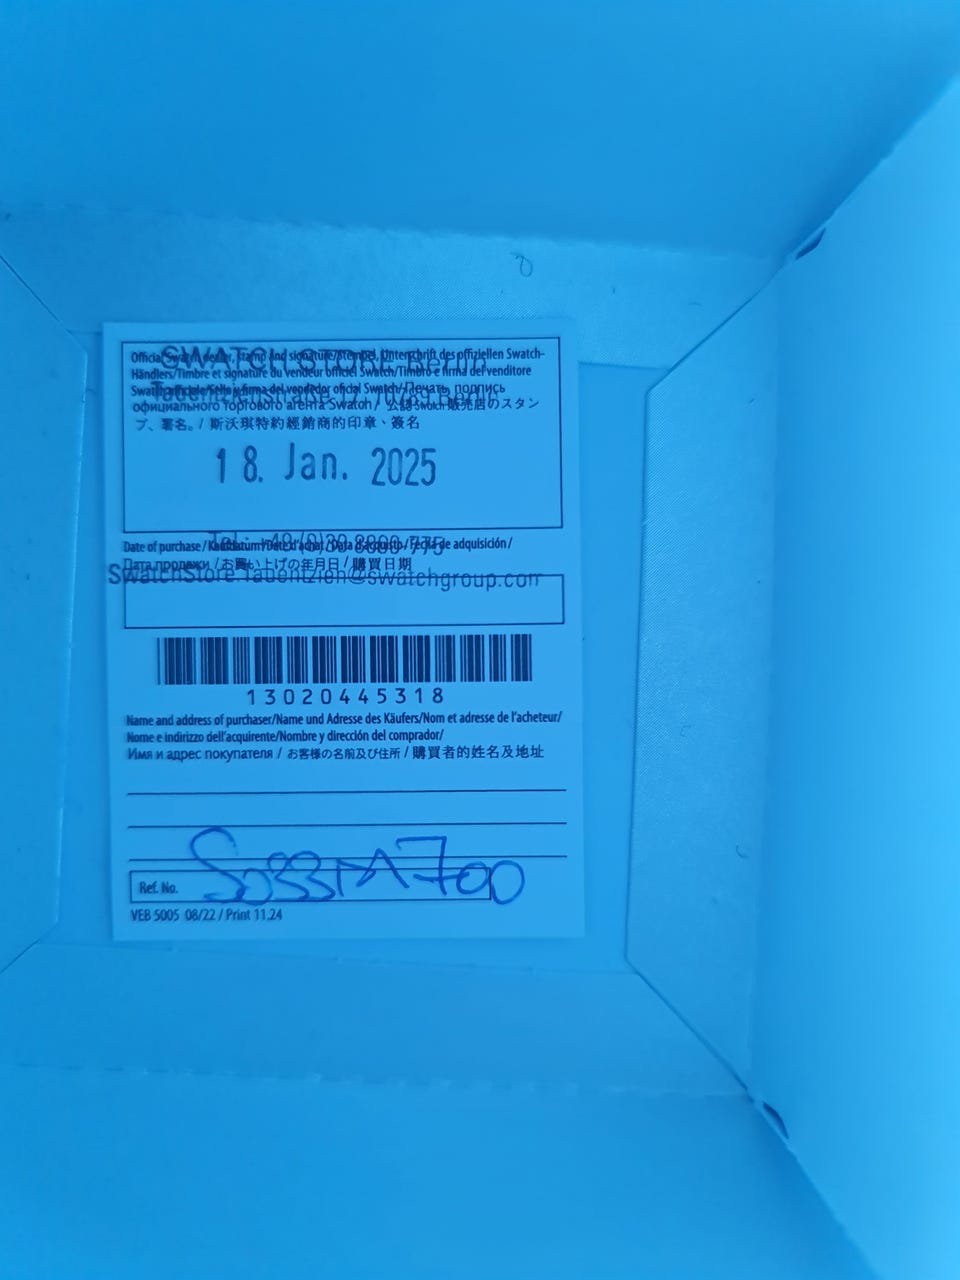 Official Swatch dealer, stamp and signature/Stempel, Unterschrift des offiziellen Swatch-
Händlers/Timbre et signature du vendeur officiel Swatch/Timbro e firma del venditore
Swatch ufficiale/Sello y firma del vendedor oficial Swatch/Печать, подпись
официального торгового агента Swatch / 公認Swatch販売店のスタン
プ、署名。/ 斯沃琪特約經銷商的印章、簽名
SWATCH STORE Berlin
Tauentzienstraße 10789 Berlin
18. Jan. 2025
Tel.: +49 (0)30
Date of purchase / Kaufdatum/Date d'achat / Data d'acquisto / Fecha de adquisición /
Дата продажи / お買い上げの年月日 / 購買日期
SwatchStore.Tauentzien@swatchgroup.com
13020445318
Name and address of purchaser/Name und Adresse des Käufers/Nom et adresse de l'acheteur/
Nome e indirizzo dell'acquirente/Nombre y dirección del comprador/
Имя и адрес покупателя / お客様の名前及び住所 / 購買者的姓名及地址
Ref. No. So33M700
VEB 5005 08/22 / Print 11.24